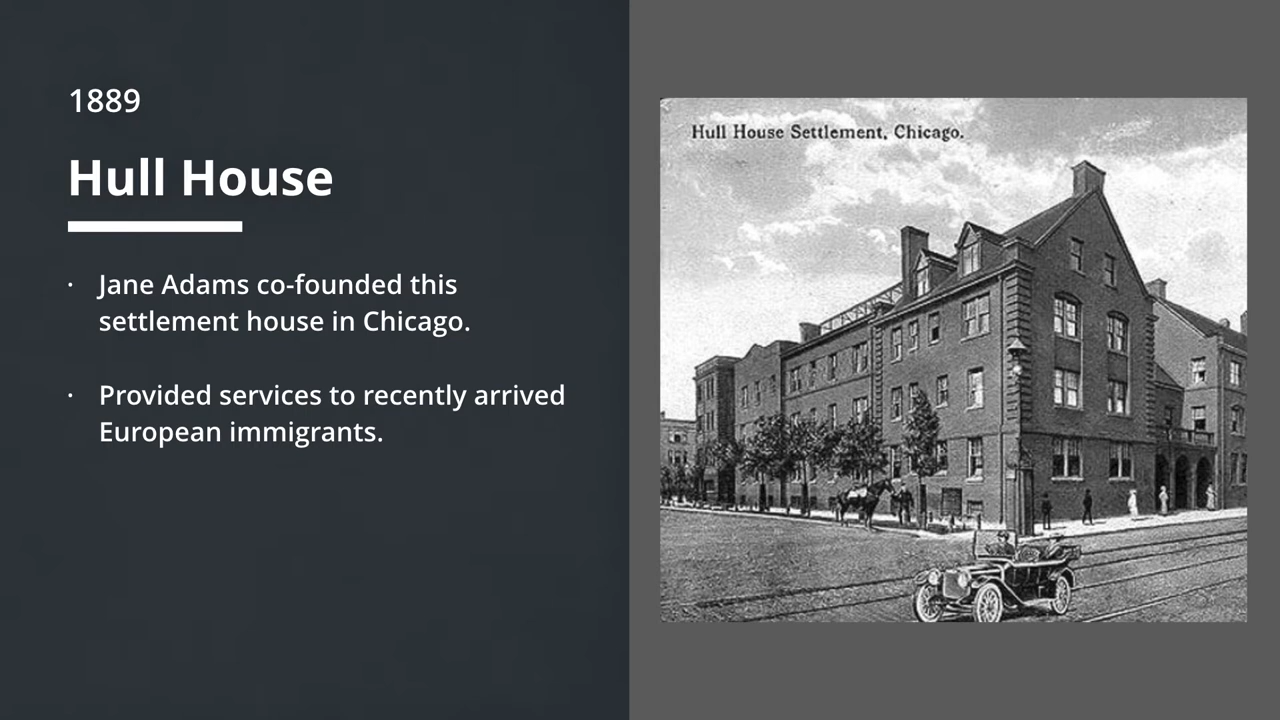 1889
Hull House
· Jane Adams co-founded this
settlement house in Chicago.
· Provided services to recently arrived
European immigrants.
Hull House Settlement, Chicago.